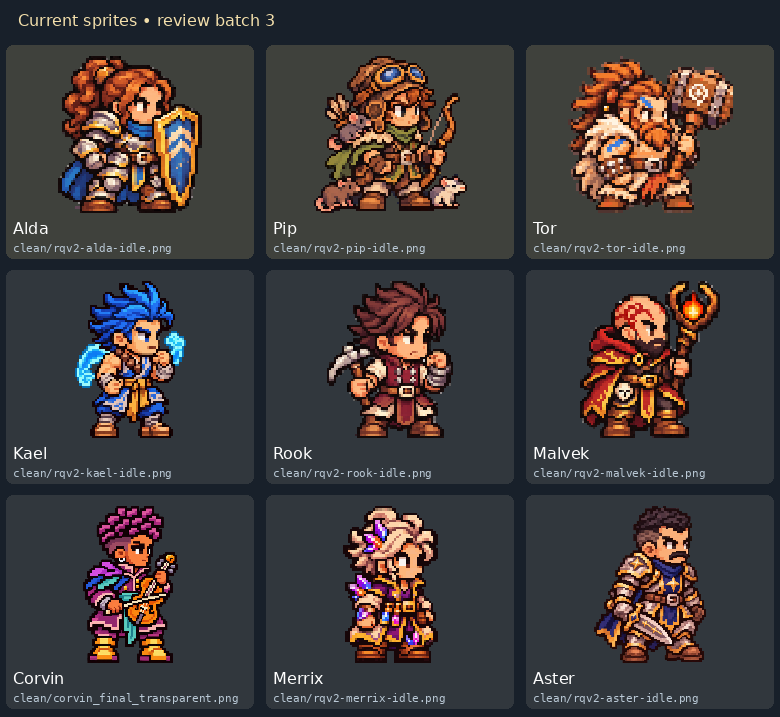 Current sprites • review batch 3
Alda
clean/rqv2-alda-idle.png
Pip
clean/rqv2-pip-idle.png
Tor
clean/rqv2-tor-idle.png
Kael
clean/rqv2-kael-idle.png
Rook
clean/rqv2-rook-idle.png
Malvek
clean/rqv2-malvek-idle.png
Corvin
clean/corvin_final_transparent.png
Merrix
clean/rqv2-merrix-idle.png
Aster
clean/rqv2-aster-idle.png